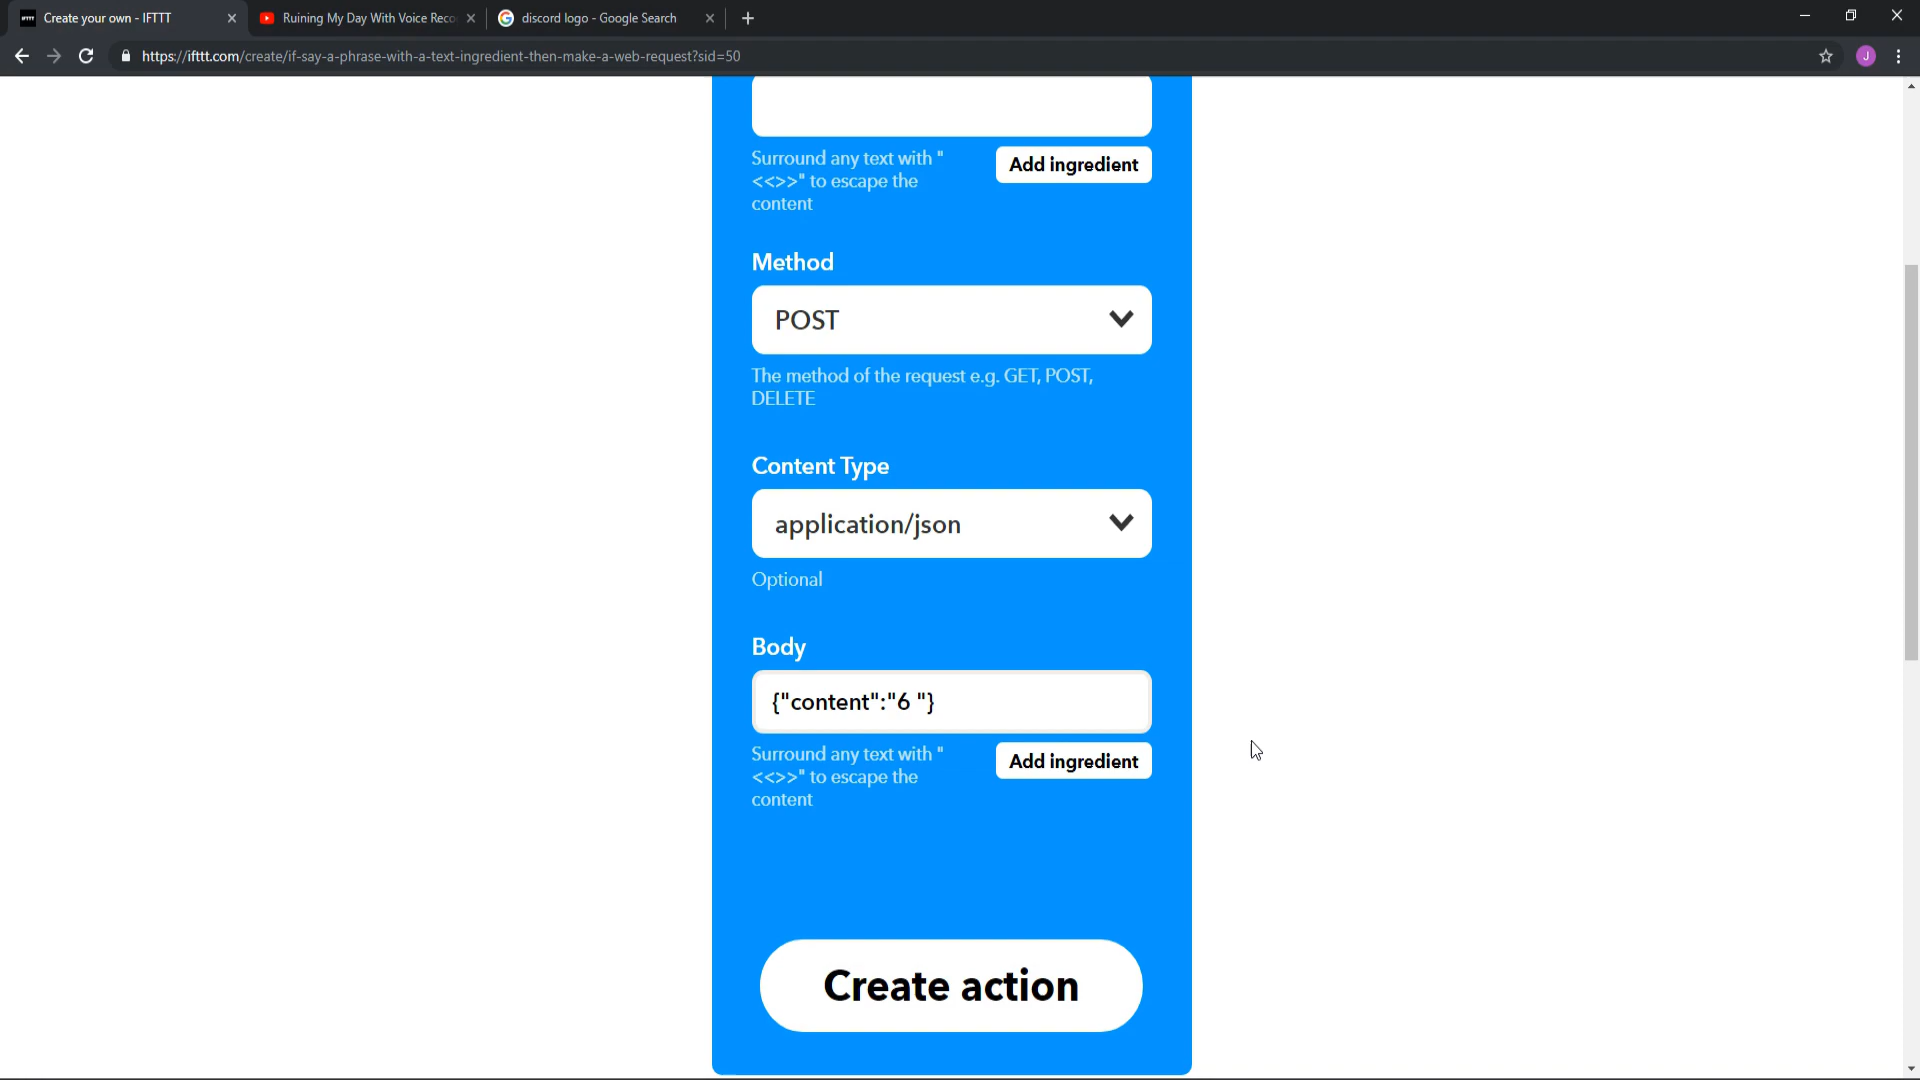 Create your own - IFTTT
Ruining My Day With Voice Reco
discord logo - Google Search
https://ifttt.com/create/if-say-a-phrase-with-a-text-ingredient-then-make-a-web-request?sid=50
J
Surround any text with "
<<>>" to escape the
content
Add ingredient
Method
POST
The method of the request e.g. GET, POST,
DELETE
Content Type
application/json
Optional
Body
{"content":"6 "}
Surround any text with "
<<>>" to escape the
content
Add ingredient
Create action